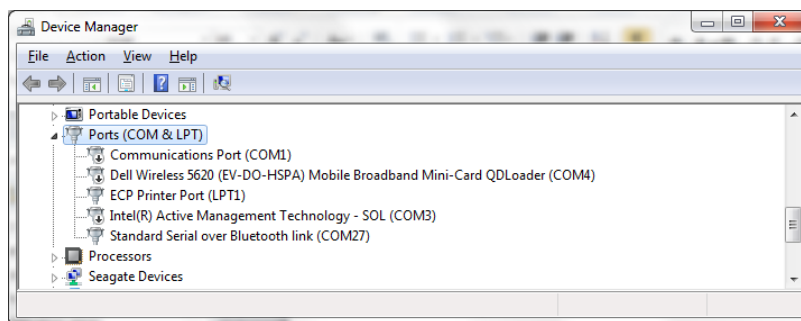 Device Manager
File Action View Help
Portable Devices
Ports (COM & LPT)
Communications Port (COM1)
Dell Wireless 5620 (EV-DO-HSPA) Mobile Broadband Mini-Card QDLoader (COM4)
ECP Printer Port (LPT1)
Intel(R) Active Management Technology - SOL (COM3)
Standard Serial over Bluetooth link (COM27)
Processors
Seagate Devices